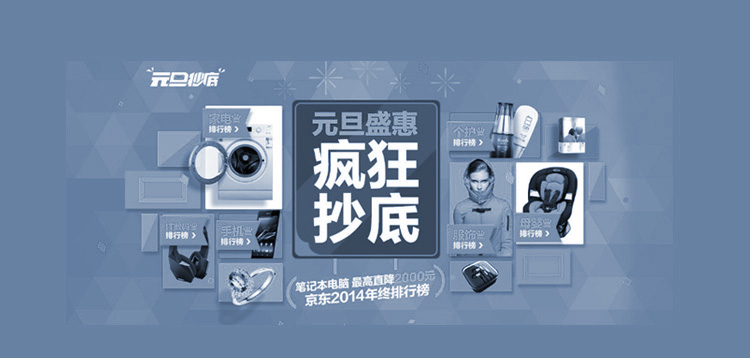 元旦抄底
家电
排行榜 >
元旦盛惠
疯狂
抄底
个护
排行榜 >
手机
排行榜 >
排行榜 >
服饰
排行榜 >
母婴
排行榜 >
笔记本电脑 最高直降2000元
京东2014年终排行榜